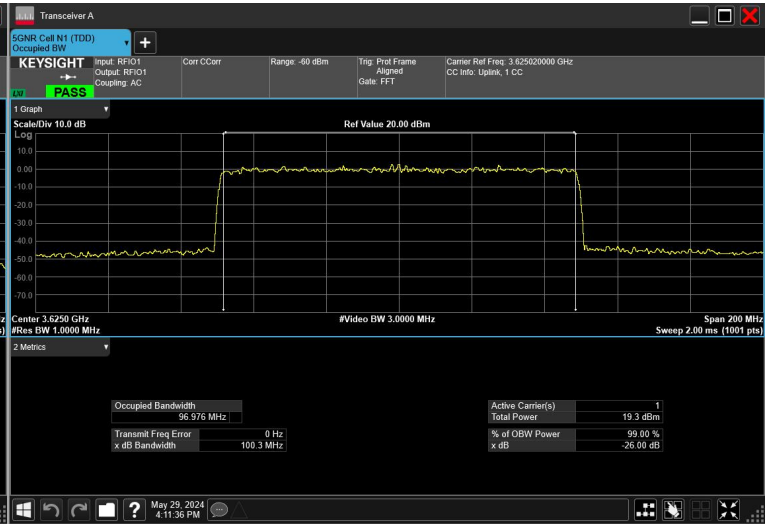 Transceiver A
5GNR Cell N1 (TDD)
Occupied BW
KEYSIGHT
PASS
Input: RFIO1
Output: RFIO1
Coupling: AC
Corr CCorr
Range: -60 dBm
Trig: Prot Frame
Aligned
Gate: FFT
Carrier Ref Freq: 3.625020000 GHz
CC Info: Uplink, 1 CC
1 Graph
Scale/Div 10.0 dB
Ref Value 20.00 dBm
Log
10.0
0.00
-10.0
-20.0
-30.0
-40.0
-50.0
-60.0
-70.0
Center 3.6250 GHz
#Video BW 3.0000 MHz
Span 200 MHz
#Res BW 1.0000 MHz
Sweep 2.00 ms (1001 pts)
2 Metrics
Occupied Bandwidth
96.976 MHz
Transmit Freq Error 0 Hz
x dB Bandwidth 100.3 MHz
Active Carrier(s) 1
Total Power 19.3 dBm
% of OBW Power 99.00 %
x dB -26.00 dB
May 29, 2024
4:11:36 PM